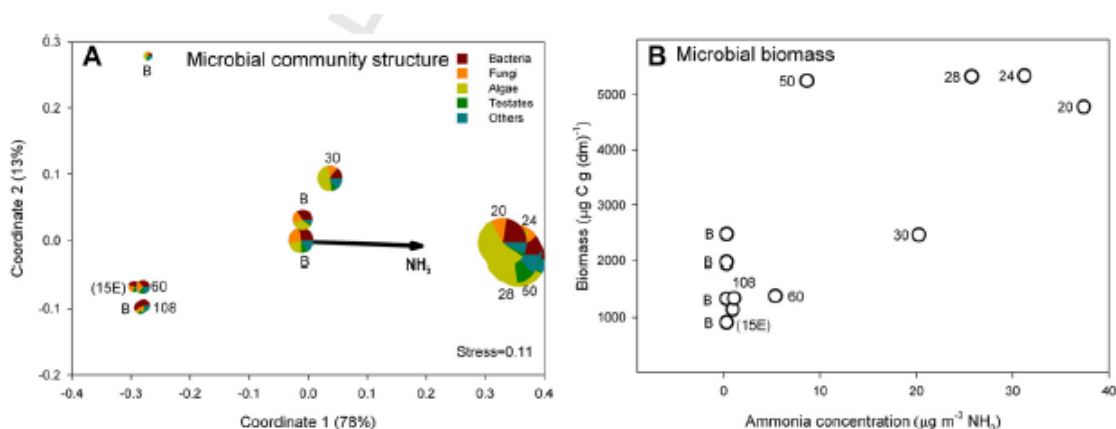 A
Microbial community structure
Bacteria
Fungi
Algae
Testates
Others
0.3
0.2
0.1
0.0
-0.1
-0.2
Coordinate 2 (13%)
B
30
B
B
NH₃
20
24
28
50
(15E)
60
B
108
Stress=0.11
-0.4
-0.3
-0.2
-0.1
0.0
0.1
0.2
0.3
0.4
Coordinate 1 (78%)
B
Microbial biomass
5000
4000
3000
2000
1000
Biomass (µg C g (dm)⁻¹)
50
28
24
20
B
30
B
108
B
60
B
(15E)
0
10
20
30
40
Ammonia concentration (µg m⁻³ NH₃)